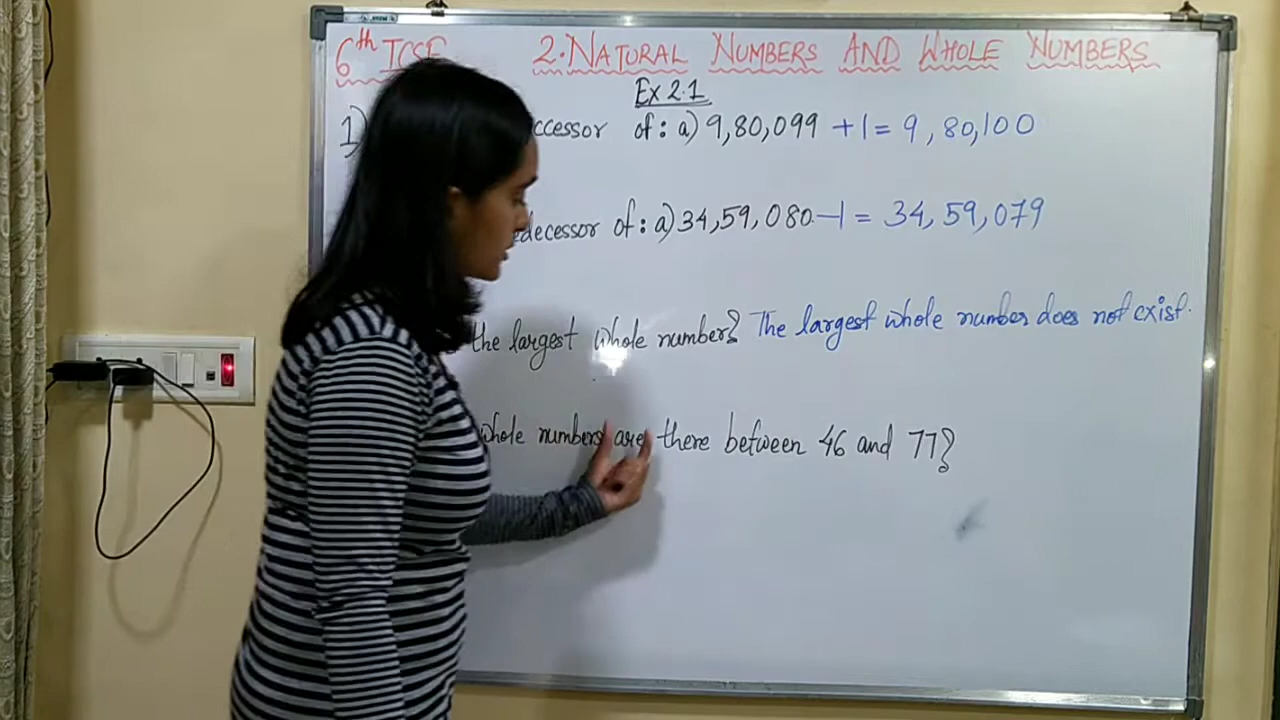 6th ICSE 2. NATURAL NUMBERS AND WHOLE NUMBERS
Ex 2.1
1) ccessor of: a) 9,80,099 +1 = 9,80,100
decessor of: a) 34,59,080 -1 = 34,59,079
the largest whole number? The largest whole number does not exist.
whole numbers are there between 46 and 77?